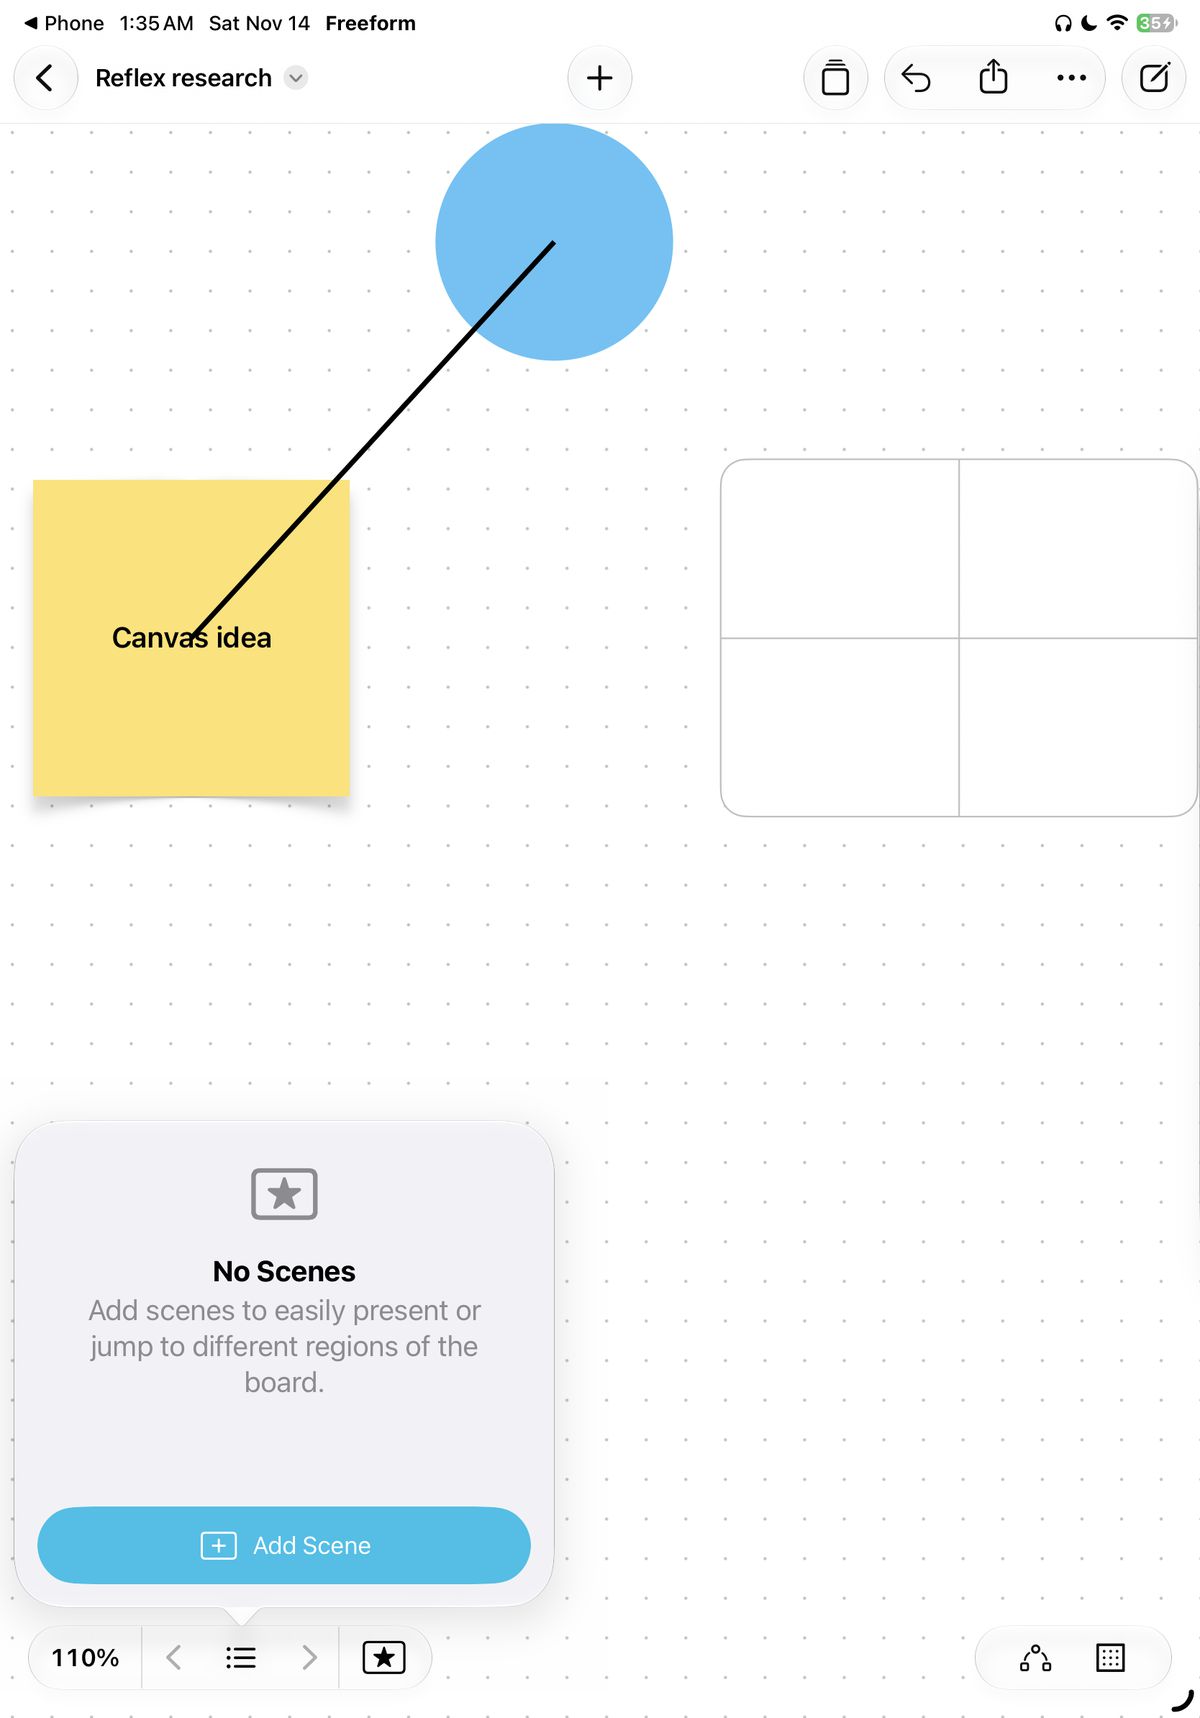 Phone 1:35 AM Sat Nov 14 Freeform 35
Reflex research
Canvas idea
No Scenes
Add scenes to easily present or
jump to different regions of the
board.
Add Scene
110%